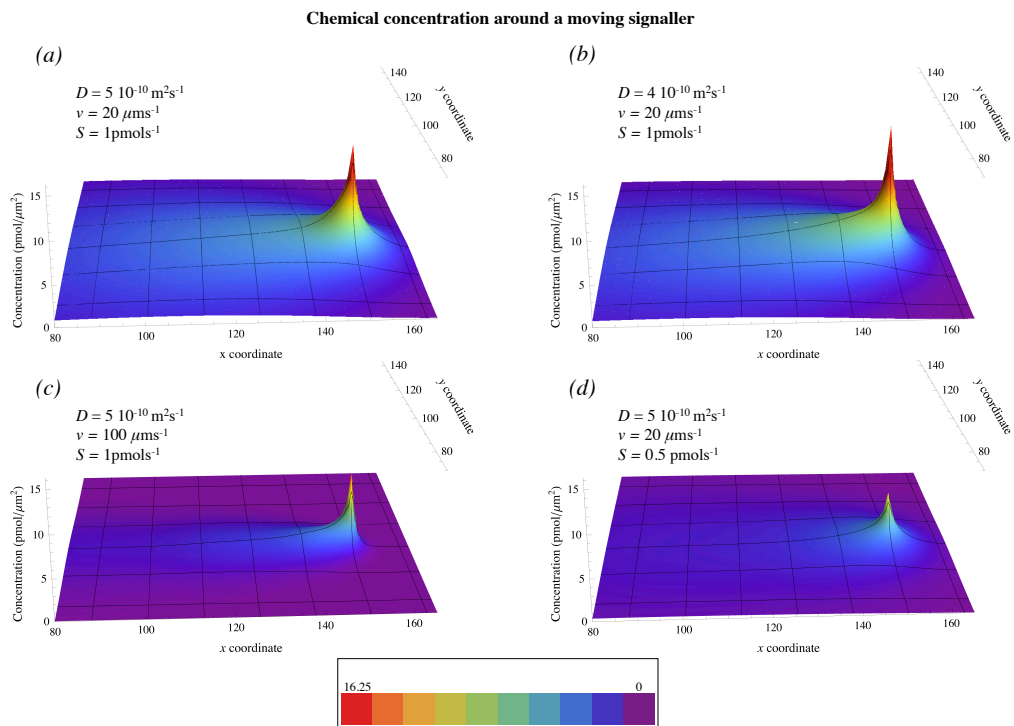 Chemical concentration around a moving signaller
(a)
D = 5 10⁻¹⁰ m²s⁻¹
v = 20 μms⁻¹
S = 1pmols⁻¹
140
120
100
80
y coordinate
Concentration (pmol/μm²)
15
10
5
0
80
100
120
140
160
x coordinate
(b)
D = 4 10⁻¹⁰ m²s⁻¹
v = 20 μms⁻¹
S = 1pmols⁻¹
140
120
100
80
y coordinate
Concentration (pmol/μm²)
15
10
5
0
80
100
120
140
160
x coordinate
(c)
D = 5 10⁻¹⁰ m²s⁻¹
v = 100 μms⁻¹
S = 1pmols⁻¹
140
120
100
80
y coordinate
Concentration (pmol/μm²)
15
10
5
0
80
100
120
140
160
x coordinate
(d)
D = 5 10⁻¹⁰ m²s⁻¹
v = 20 μms⁻¹
S = 0.5 pmols⁻¹
140
120
100
80
y coordinate
Concentration (pmol/μm²)
15
10
5
0
80
100
120
140
160
x coordinate
16.25 0